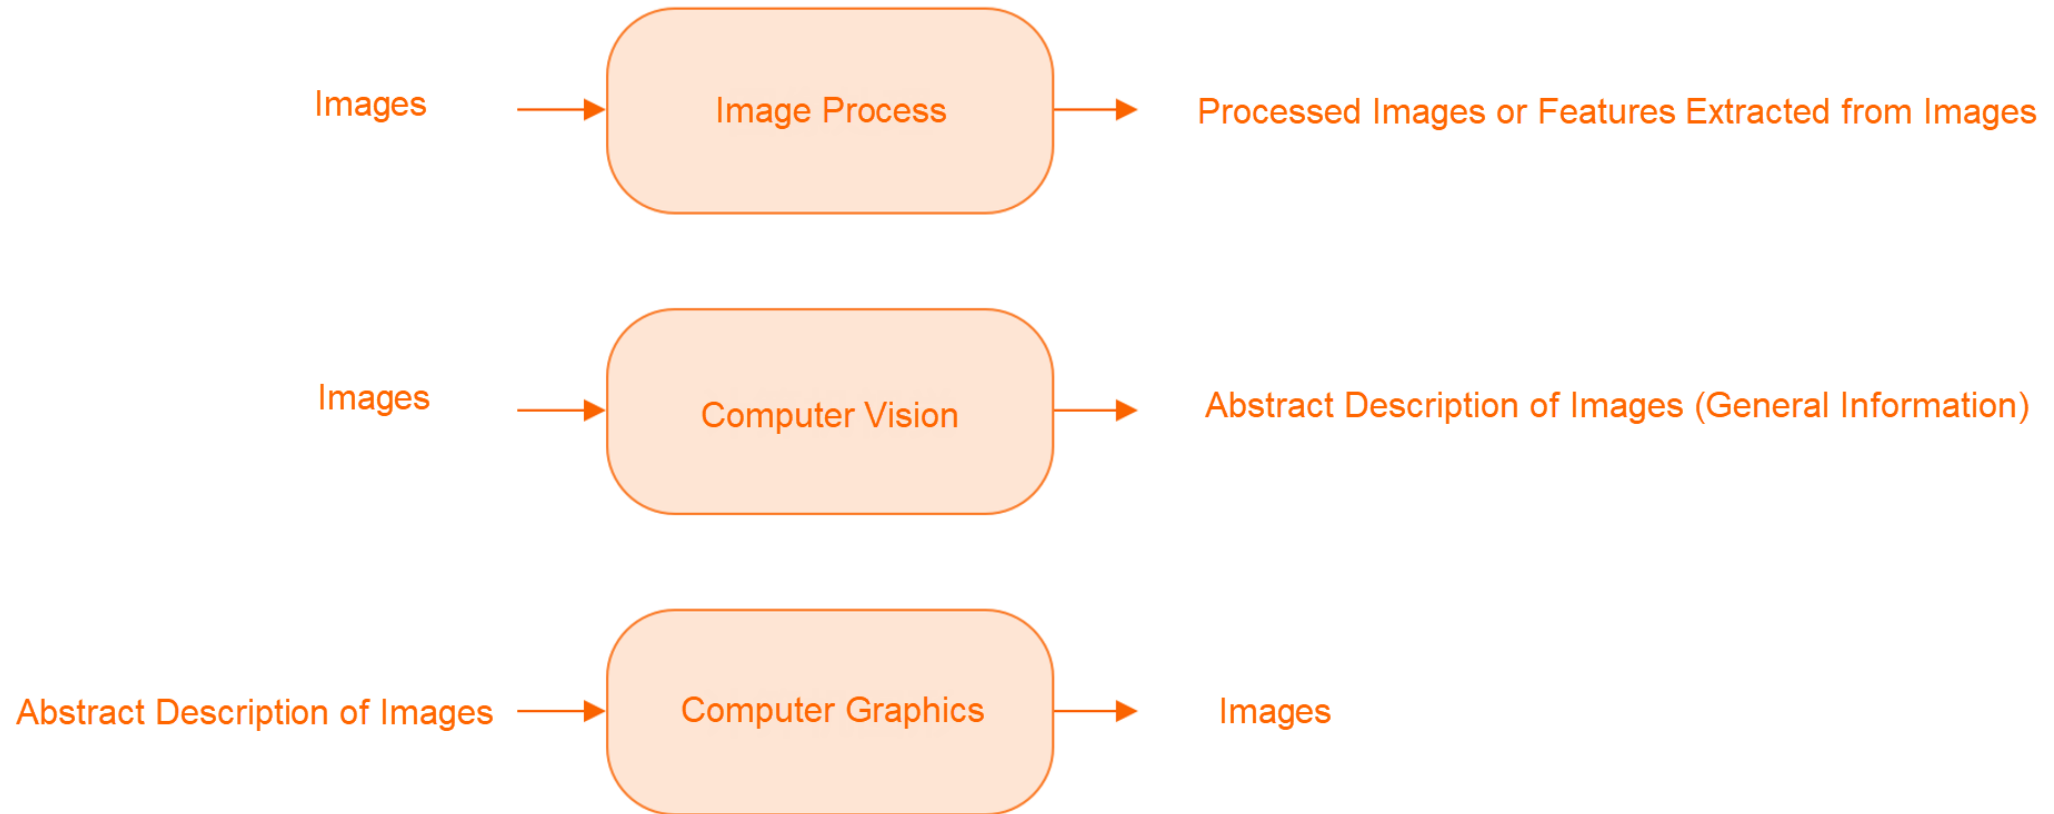 Images
Image Process
Processed Images or Features Extracted from Images
Images
Computer Vision
Abstract Description of Images (General Information)
Abstract Description of Images
Computer Graphics
Images